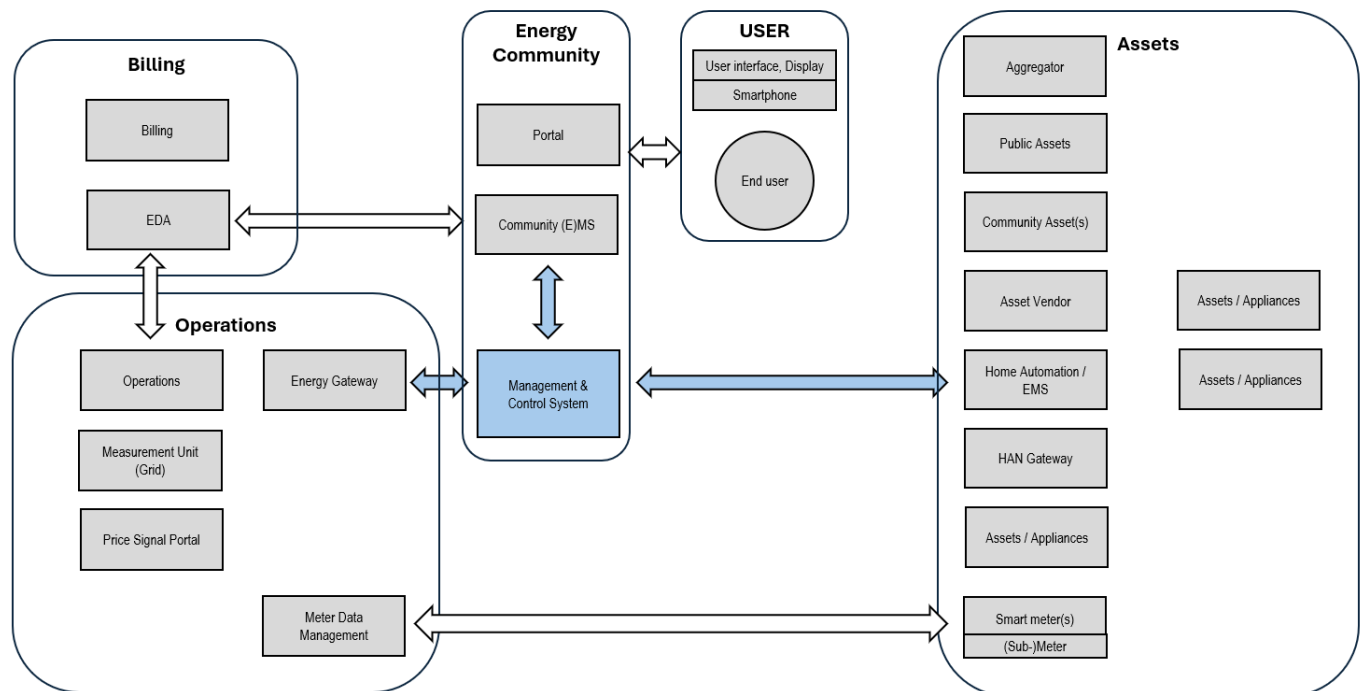 Billing
Billing
EDA
Energy
Community
Portal
Community (E)MS
Management &
Control System
USER
User interface, Display
Smartphone
End user
Operations
Operations
Energy Gateway
Measurement Unit
(Grid)
Price Signal Portal
Meter Data
Management
Assets
Aggregator
Public Assets
Community Asset(s)
Asset Vendor
Assets / Appliances
Home Automation /
EMS
Assets / Appliances
HAN Gateway
Assets / Appliances
Smart meter(s)
(Sub-)Meter